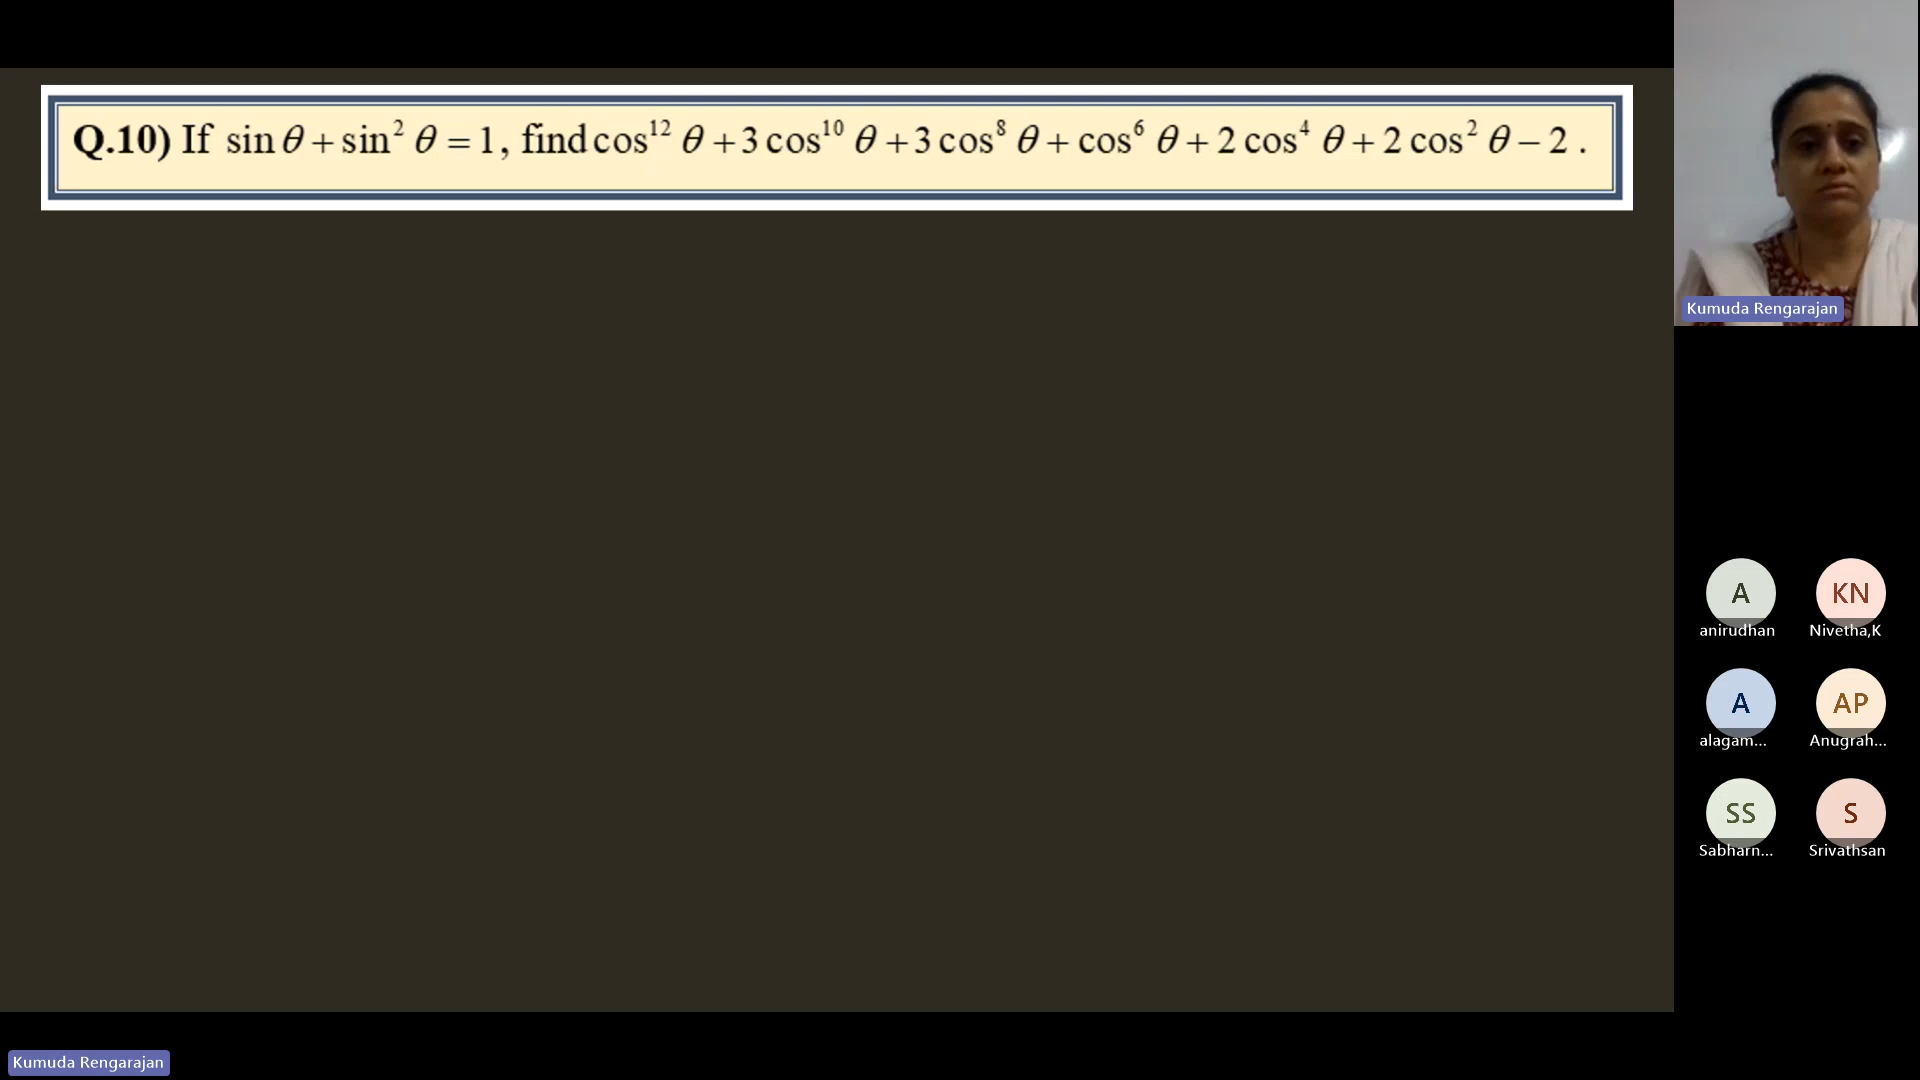 Q.10) If sin θ + sin² θ = 1, find cos¹² θ + 3 cos¹⁰ θ + 3 cos⁸ θ + cos⁶ θ + 2 cos⁴ θ + 2 cos² θ – 2 .
Kumuda Rengarajan
A
KN
anirudhan
Nivetha,K
A
AP
alagam...
Anugrah...
SS
S
Sabharn...
Srivathsan
Kumuda Rengarajan